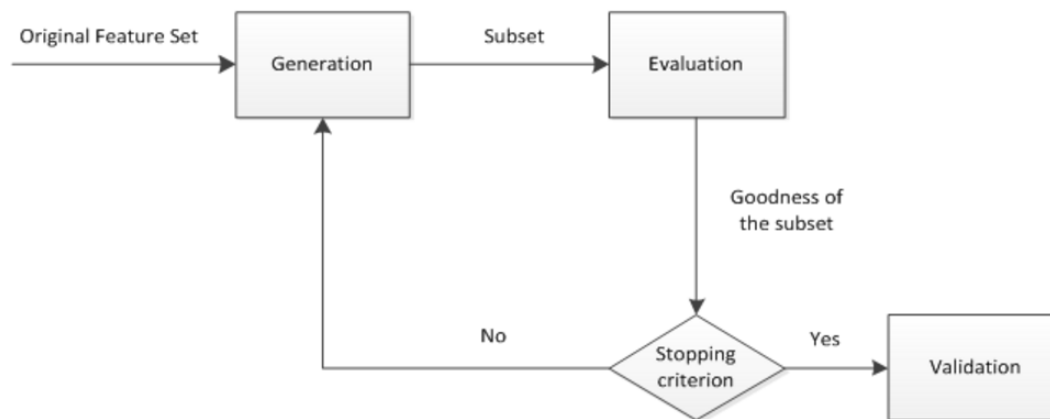 Original Feature Set
Generation
Subset
Evaluation
Goodness of
the subset
No
Stopping
criterion
Yes
Validation